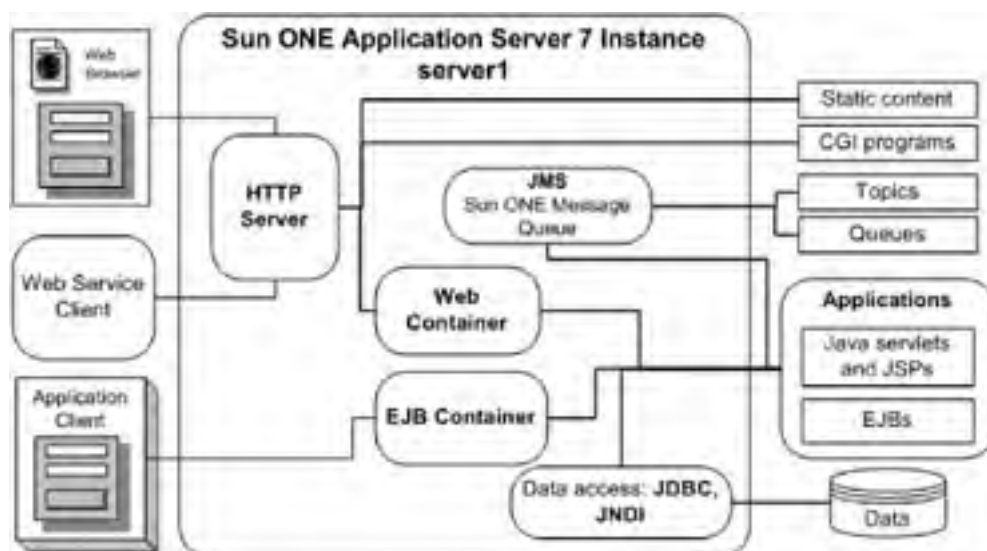 Sun ONE Application Server 7 Instance
server1
Web
Browser
HTTP
Server
Web Service
Client
Application
Client
JMS
Sun ONE Message
Queue
Web
Container
EJB Container
Data access: JDBC,
JNDI
Static content
CGI programs
Topics
Queues
Applications
Java servlets
and JSPs
EJBs
Data